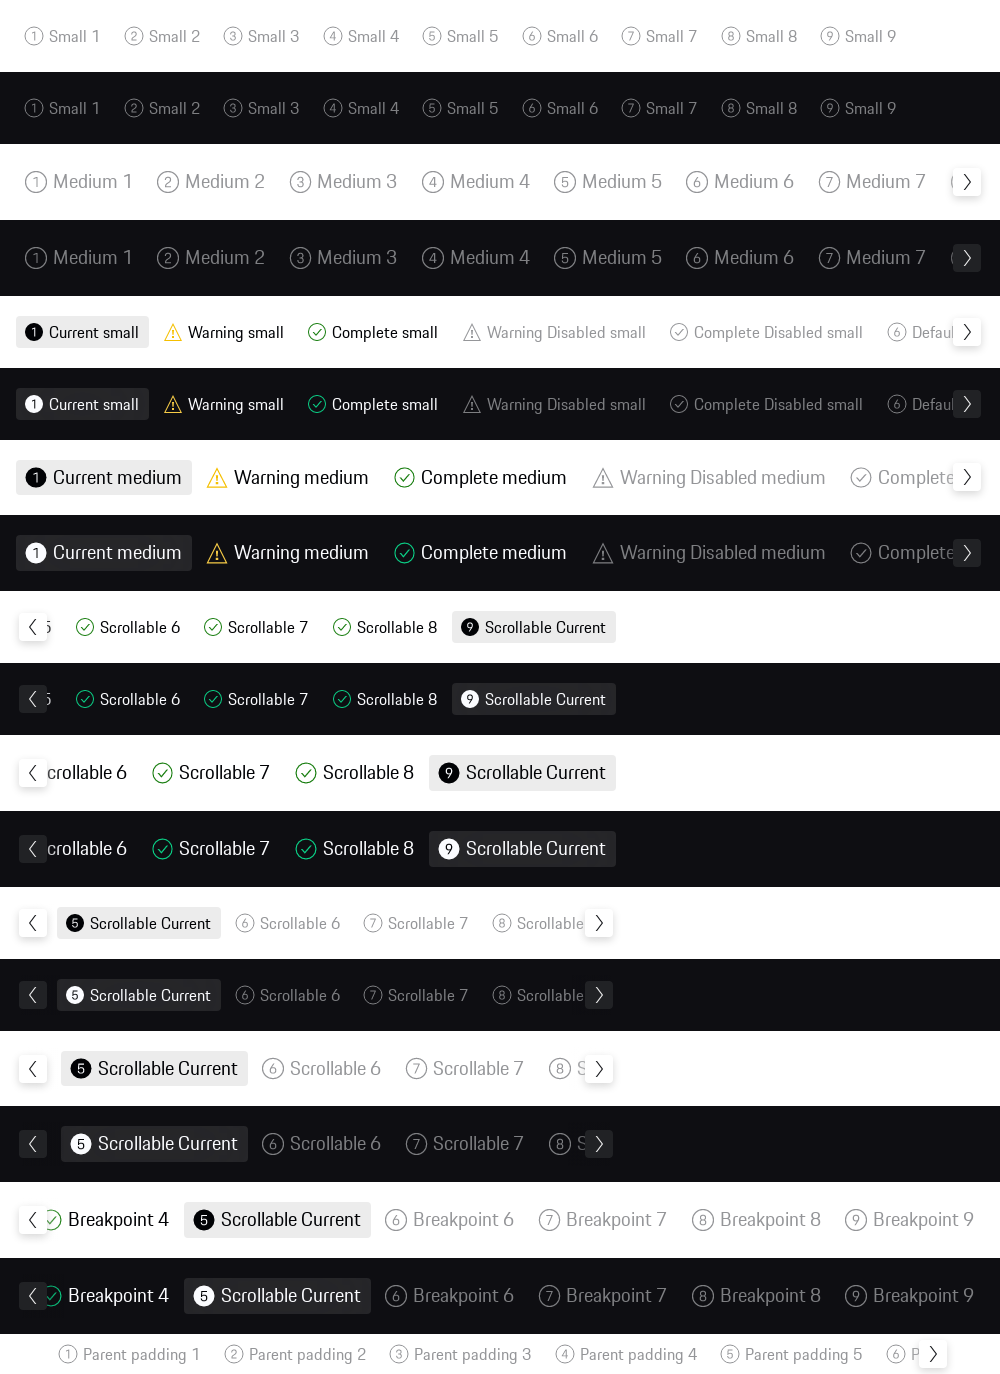 1 Small 1 2 Small 2 3 Small 3 4 Small 4 5 Small 5 6 Small 6 7 Small 7 8 Small 8 9 Small 9
1 Small 1 2 Small 2 3 Small 3 4 Small 4 5 Small 5 6 Small 6 7 Small 7 8 Small 8 9 Small 9
1 Medium 1 2 Medium 2 3 Medium 3 4 Medium 4 5 Medium 5 6 Medium 6 7 Medium 7
1 Medium 1 2 Medium 2 3 Medium 3 4 Medium 4 5 Medium 5 6 Medium 6 7 Medium 7
1 Current small Warning small Complete small Warning Disabled small Complete Disabled small 6 Defau
1 Current small Warning small Complete small Warning Disabled small Complete Disabled small 6 Defau
1 Current medium Warning medium Complete medium Warning Disabled medium Complete
1 Current medium Warning medium Complete medium Warning Disabled medium Complete
5 Scrollable 6 Scrollable 7 Scrollable 8 9 Scrollable Current
5 Scrollable 6 Scrollable 7 Scrollable 8 9 Scrollable Current
crollable 6 Scrollable 7 Scrollable 8 9 Scrollable Current
crollable 6 Scrollable 7 Scrollable 8 9 Scrollable Current
5 Scrollable Current 6 Scrollable 6 7 Scrollable 7 8 Scrollable
5 Scrollable Current 6 Scrollable 6 7 Scrollable 7 8 Scrollable
5 Scrollable Current 6 Scrollable 6 7 Scrollable 7 8 S
5 Scrollable Current 6 Scrollable 6 7 Scrollable 7 8 S
Breakpoint 4 5 Scrollable Current 6 Breakpoint 6 7 Breakpoint 7 8 Breakpoint 8 9 Breakpoint 9
Breakpoint 4 5 Scrollable Current 6 Breakpoint 6 7 Breakpoint 7 8 Breakpoint 8 9 Breakpoint 9
1 Parent padding 1 2 Parent padding 2 3 Parent padding 3 4 Parent padding 4 5 Parent padding 5 6 P